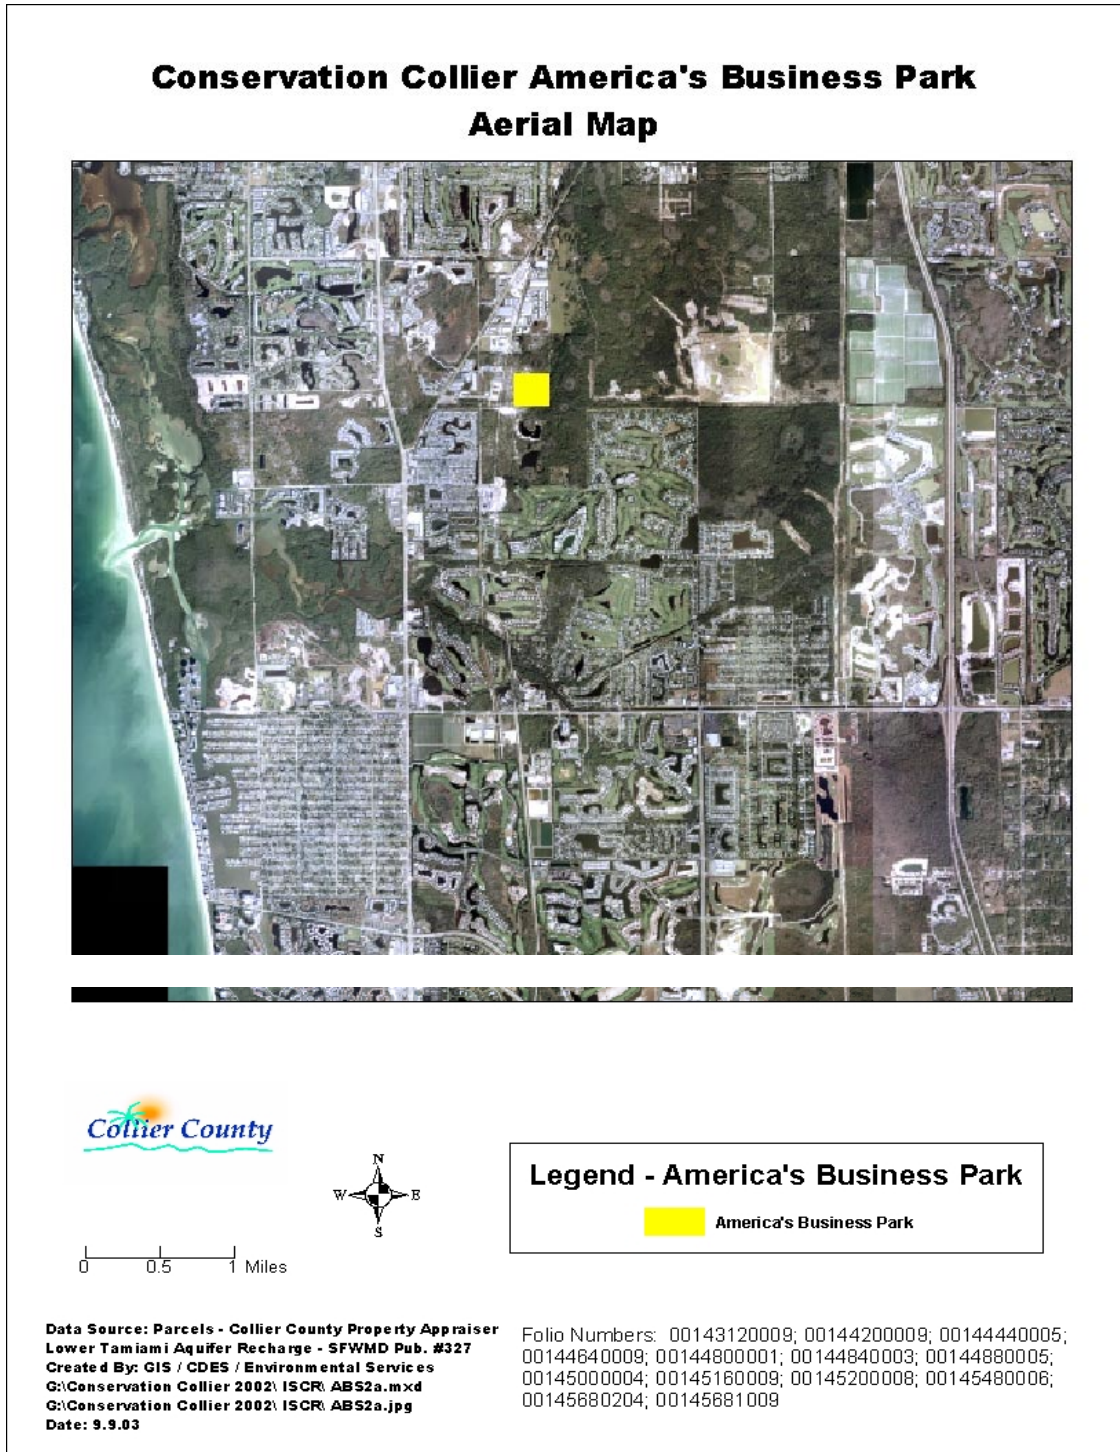 Conservation Collier America's Business Park
Aerial Map
Collier County
N
W E
S
0 0.5 1 Miles
Legend - America's Business Park
America's Business Park
Data Source: Parcels - Collier County Property Appraiser
Lower Tamiami Aquifer Recharge - SFWMD Pub. #327
Created By: GIS / CDES / Environmental Services
G:\Conservation Collier 2002\ ISCR\ ABS2a.mxd
G:\Conservation Collier 2002\ ISCR\ ABS2a.jpg
Date: 9.9.03
Folio Numbers: 00143120009; 00144200009; 00144440005;
00144640009; 00144800001; 00144840003; 00144880005;
00145000004; 00145160009; 00145200008; 00145480006;
00145680204; 00145681009